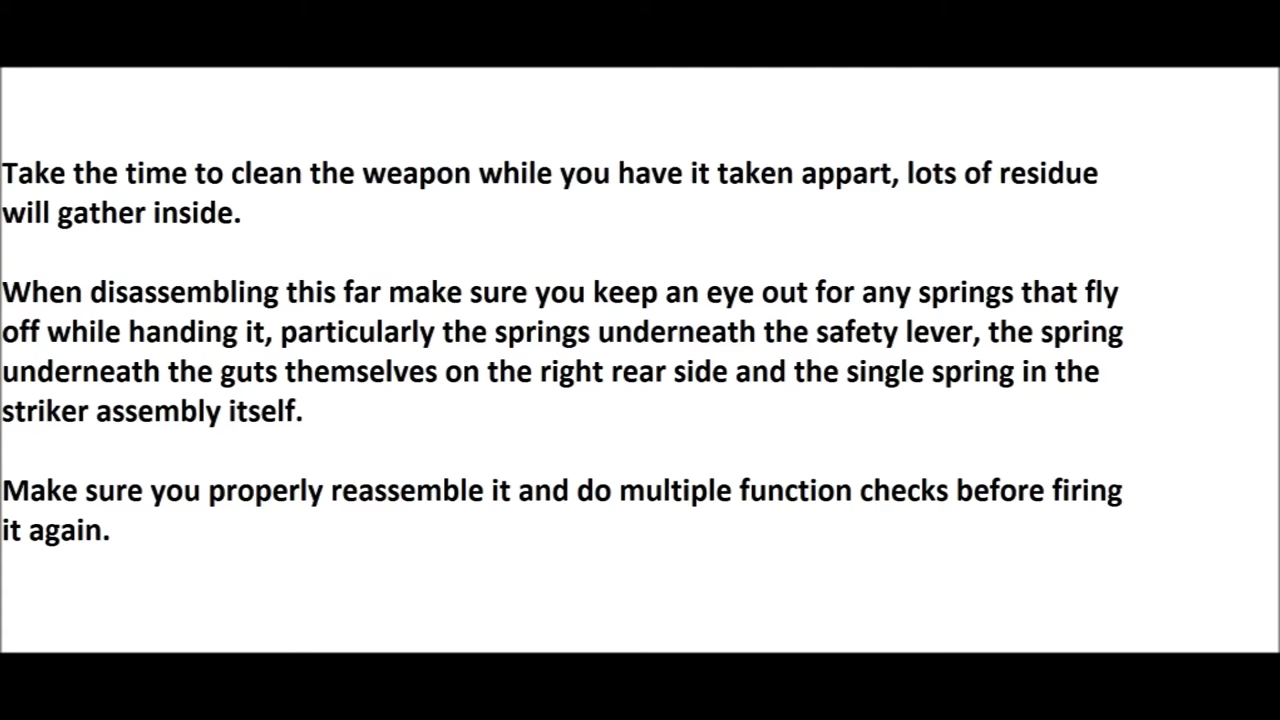 Take the time to clean the weapon while you have it taken appart, lots of residue
will gather inside.
When disassembling this far make sure you keep an eye out for any springs that fly
off while handing it, particularly the springs underneath the safety lever, the spring
underneath the guts themselves on the right rear side and the single spring in the
striker assembly itself.
Make sure you properly reassemble it and do multiple function checks before firing
it again.